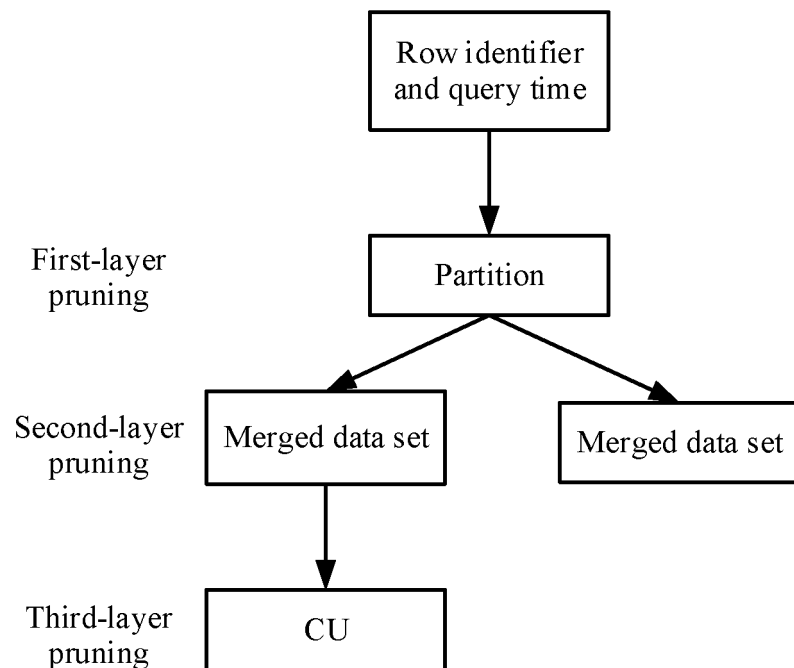 Row identifier
and query time
First-layer
pruning
Partition
Second-layer
pruning
Merged data set
Merged data set
Third-layer
pruning
CU